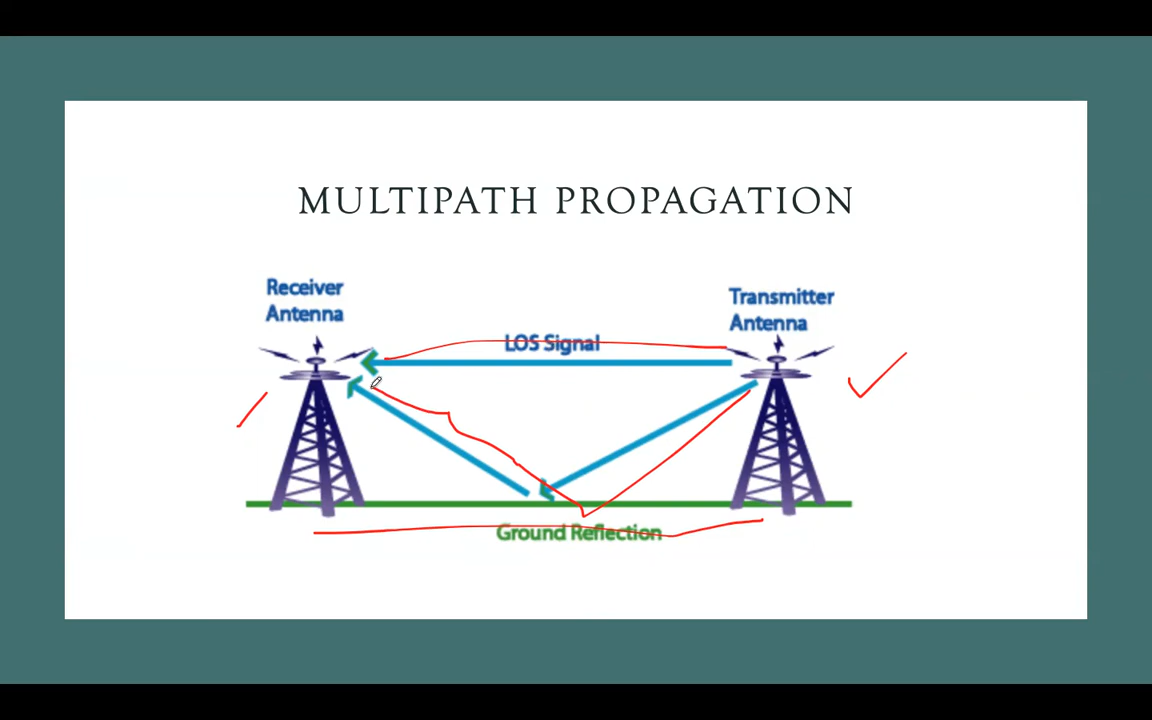 MULTIPATH PROPAGATION
Receiver
Antenna
Transmitter
Antenna
LOS Signal
Ground Reflection